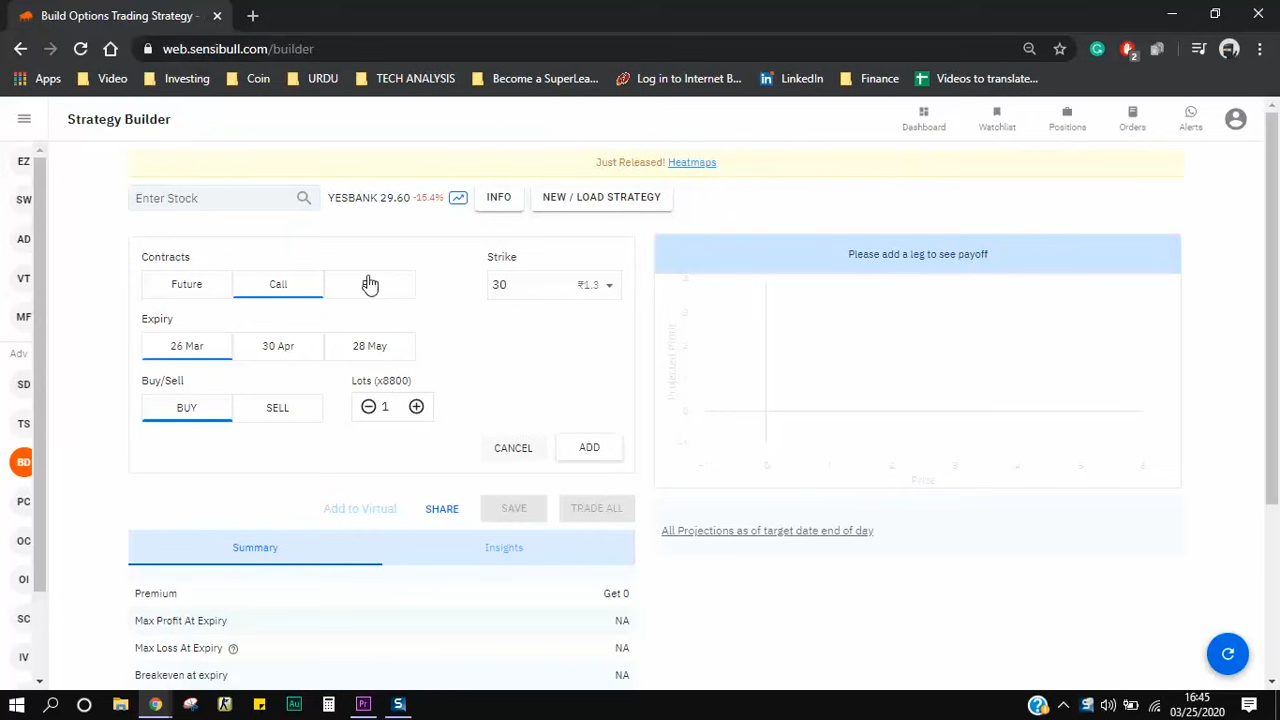 Build Options Trading Strategy -
web.sensibull.com/builder
2
Apps Video Investing Coin URDU TECH ANALYSIS Become a SuperLea... Log in to Internet B... LinkedIn Finance Videos to translate...
Strategy Builder
Dashboard Watchlist Positions Orders Alerts
EZ
SW
AD
VT
MF
Adv
SD
TS
BD
PC
OC
OI
SC
IV
Just Released! Heatmaps
Enter Stock YESBANK 29.60 -15.4% INFO NEW / LOAD STRATEGY
Contracts Strike
Future Call
30 ₹1.3
Expiry
26 Mar 30 Apr 28 May
Buy/Sell Lots (x8800)
BUY SELL 1
CANCEL ADD
Please add a leg to see payoff
Projected Profit
Price
Add to Virtual SHARE SAVE TRADE ALL
All Projections as of target date end of day
Summary Insights
Premium Get 0
Max Profit At Expiry NA
Max Loss At Expiry NA
Breakeven at expiry NA
Au Pr S
16:45
03/25/2020